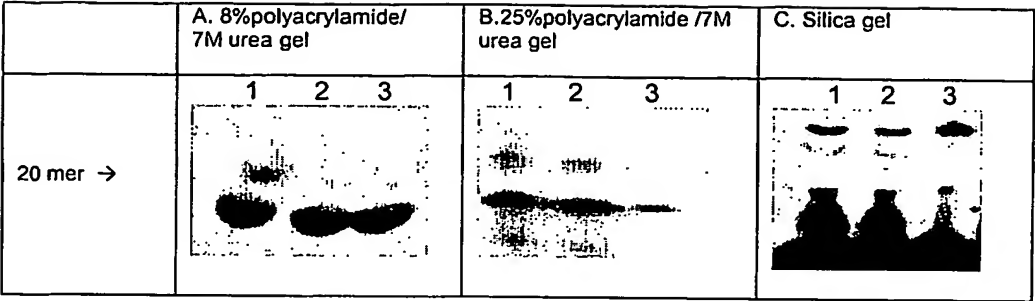 A. 8%polyacrylamide/
7M urea gel
B.25%polyacrylamide /7M
urea gel
C. Silica gel
20 mer →
1 2 3
1 2 3
1 2 3